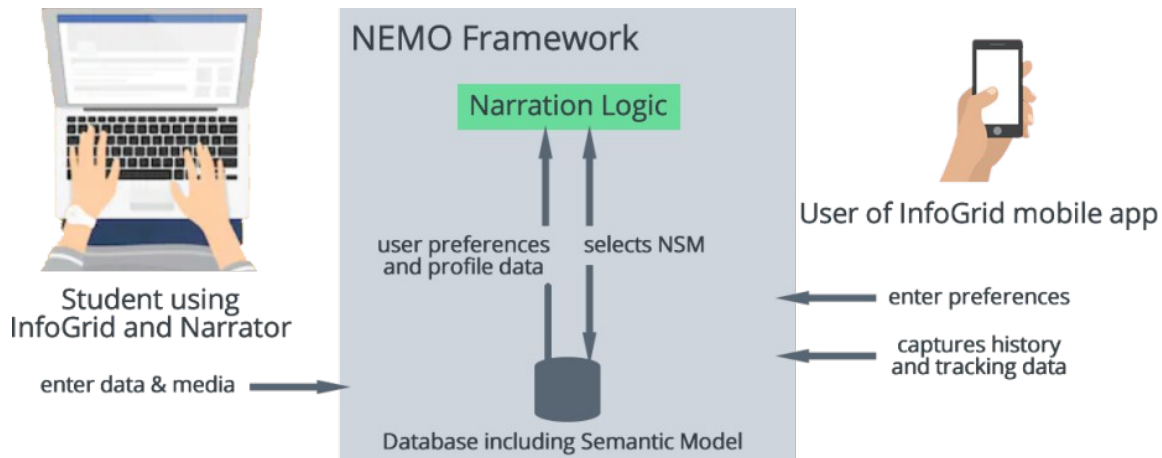 NEMO Framework
Narration Logic
user preferences
and profile data
selects NSM
Database including Semantic Model
Student using
InfoGrid and Narrator
enter data & media
User of InfoGrid mobile app
enter preferences
captures history
and tracking data